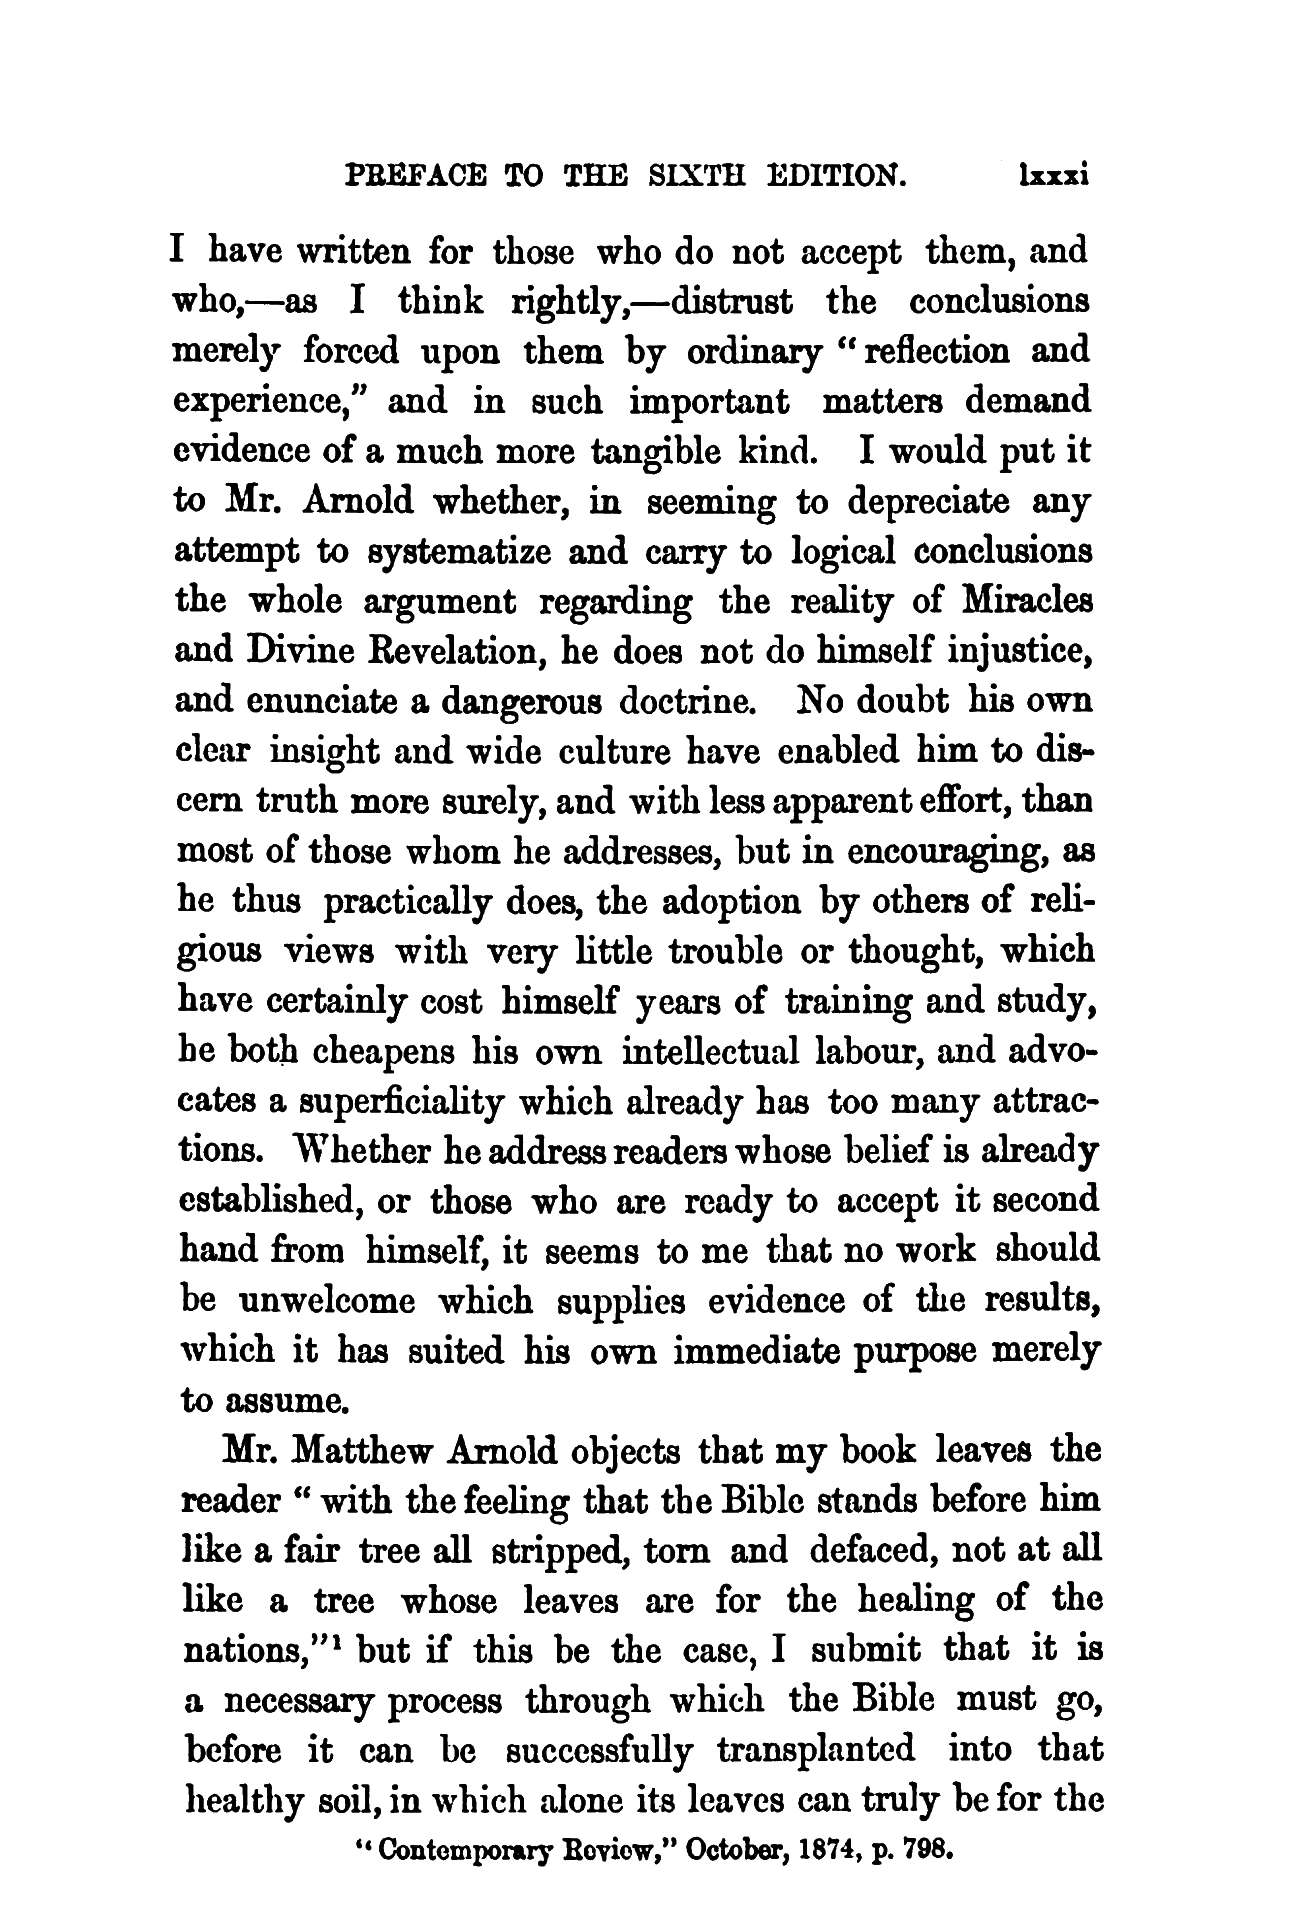 PREFACE TO THE SIXTH EDITION. lxxxi
I have written for those who do not accept them, and
who,—as I think rightly,—distrust the conclusions
merely forced upon them by ordinary “reflection and
experience,” and in such important matters demand
evidence of a much more tangible kind. I would put it
to Mr. Arnold whether, in seeming to depreciate any
attempt to systematize and carry to logical conclusions
the whole argument regarding the reality of Miracles
and Divine Revelation, he does not do himself injustice,
and enunciate a dangerous doctrine. No doubt his own
clear insight and wide culture have enabled him to dis-
cern truth more surely, and with less apparent effort, than
most of those whom he addresses, but in encouraging, as
he thus practically does, the adoption by others of reli-
gious views with very little trouble or thought, which
have certainly cost himself years of training and study,
he both cheapens his own intellectual labour, and advo-
cates a superficiality which already has too many attrac-
tions. Whether he address readers whose belief is already
established, or those who are ready to accept it second
hand from himself, it seems to me that no work should
be unwelcome which supplies evidence of the results,
which it has suited his own immediate purpose merely
to assume.
Mr. Matthew Arnold objects that my book leaves the
reader “with the feeling that the Bible stands before him
like a fair tree all stripped, torn and defaced, not at all
like a tree whose leaves are for the healing of the
nations,”¹ but if this be the case, I submit that it is
a necessary process through which the Bible must go,
before it can be successfully transplanted into that
healthy soil, in which alone its leaves can truly be for the
“Contemporary Review,” October, 1874, p. 798.